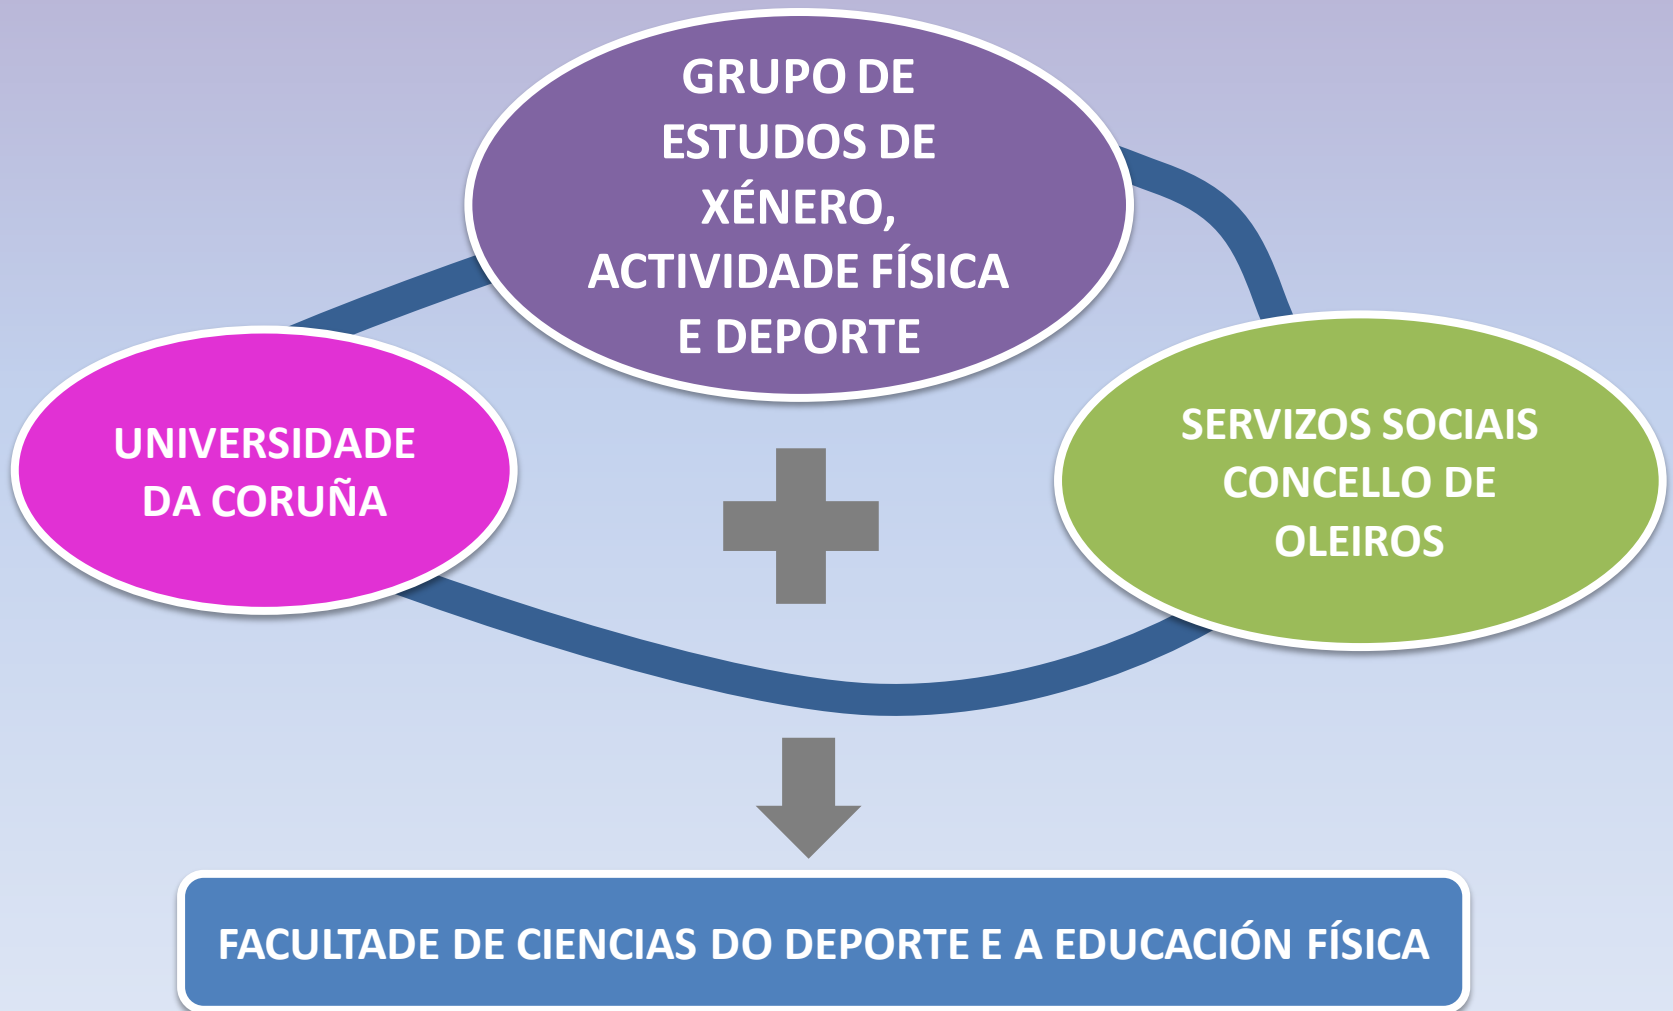 GRUPO DE
ESTUDOS DE
XÉNERO,
ACTIVIDADE FÍSICA
E DEPORTE
UNIVERSIDADE
DA CORUÑA
SERVIZOS SOCIAIS
CONCELLO DE
OLEIROS
FACULTADE DE CIENCIAS DO DEPORTE E A EDUCACIÓN FÍSICA